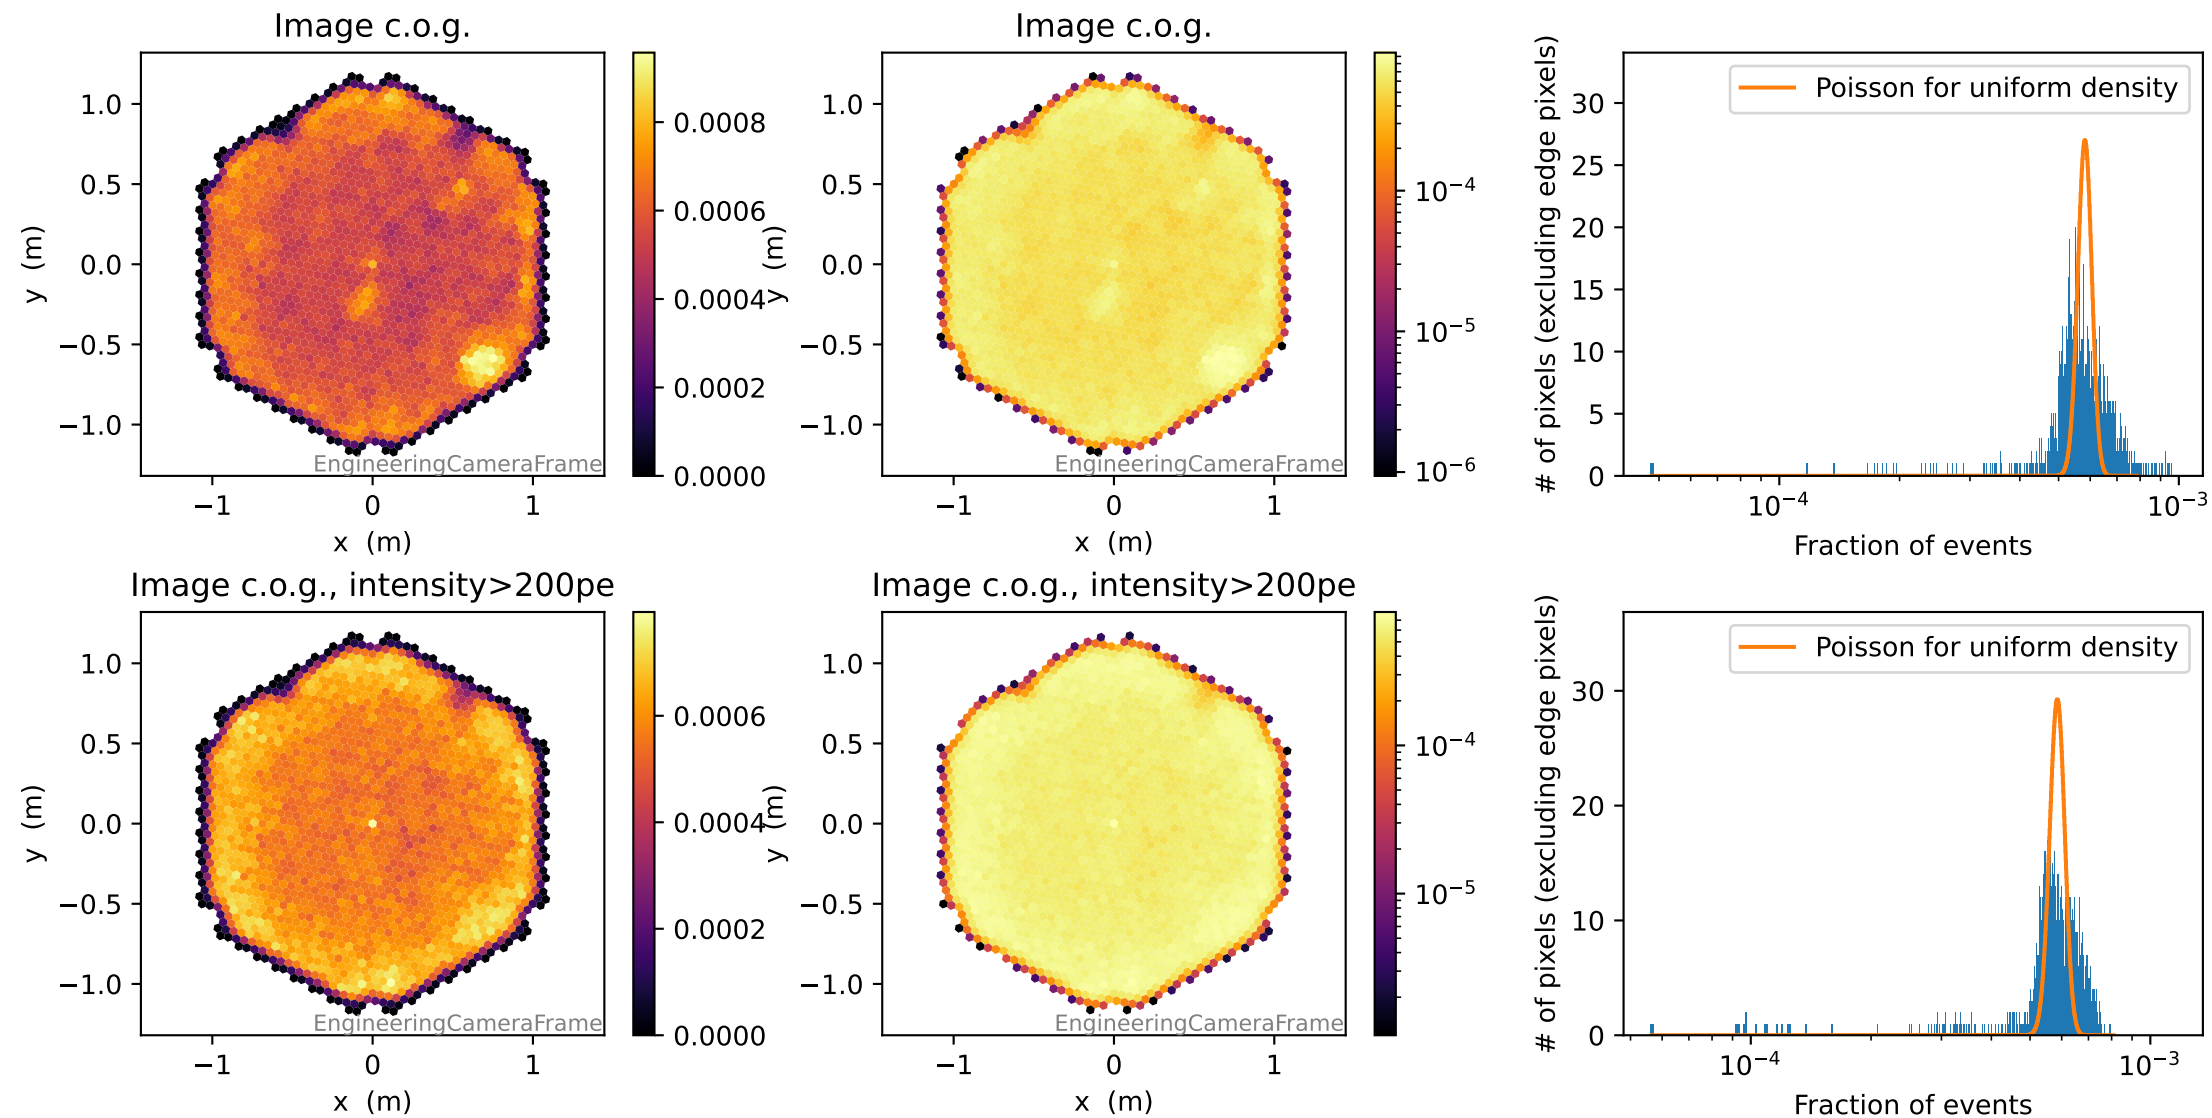 Image c.o.g.
1.0
0.5
0.0
−0.5
−1.0
y (m)
−1
0
1
x (m)
EngineeringCameraFrame
0.0008
0.0006
0.0004
0.0002
0.0000
Image c.o.g.
1.0
0.5
0.0
−0.5
−1.0
y (m)
−1
0
1
x (m)
EngineeringCameraFrame
10−4
10−5
10−6
# of pixels (excluding edge pixels)
30
25
20
15
10
5
0
Poisson for uniform density
10−4
10−3
Fraction of events
Image c.o.g., intensity>200pe
1.0
0.5
0.0
−0.5
−1.0
y (m)
−1
0
1
x (m)
EngineeringCameraFrame
0.0006
0.0004
0.0002
0.0000
Image c.o.g., intensity>200pe
1.0
0.5
0.0
−0.5
−1.0
y (m)
−1
0
1
x (m)
EngineeringCameraFrame
10−4
10−5
# of pixels (excluding edge pixels)
30
20
10
0
Poisson for uniform density
10−4
10−3
Fraction of events